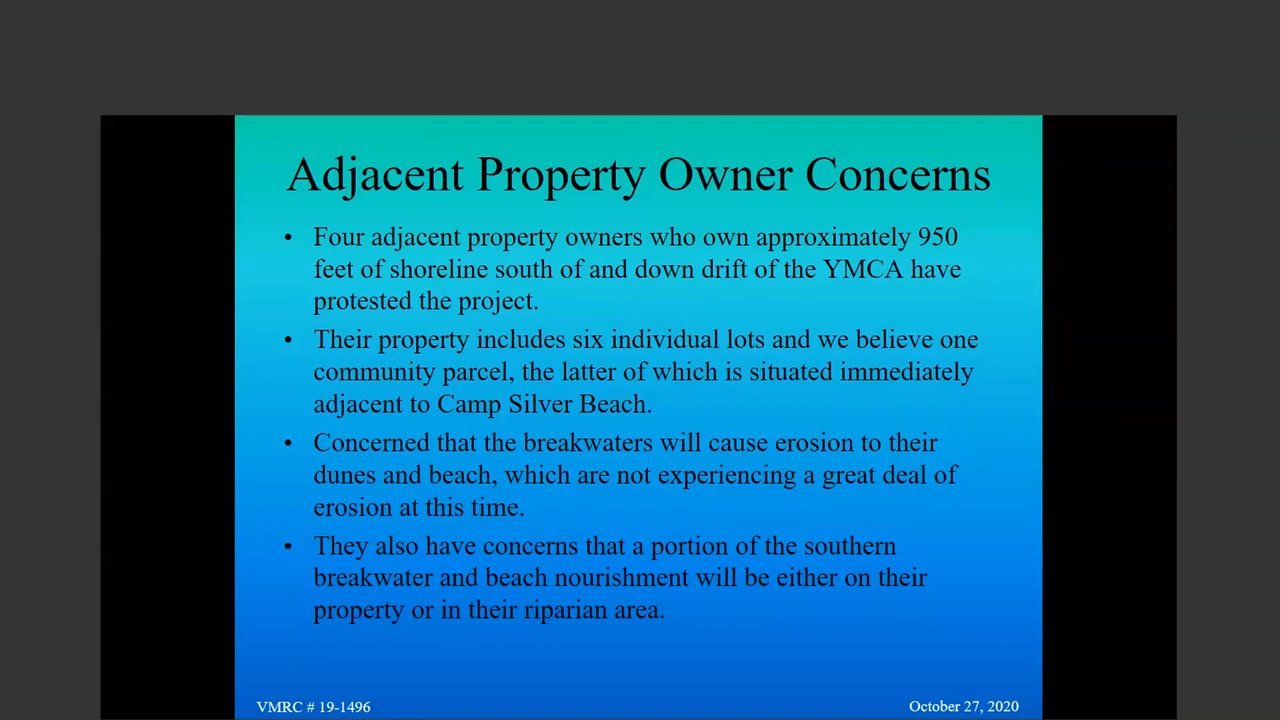 Adjacent Property Owner Concerns
• Four adjacent property owners who own approximately 950
feet of shoreline south of and down drift of the YMCA have
protested the project.
• Their property includes six individual lots and we believe one
community parcel, the latter of which is situated immediately
adjacent to Camp Silver Beach.
• Concerned that the breakwaters will cause erosion to their
dunes and beach, which are not experiencing a great deal of
erosion at this time.
• They also have concerns that a portion of the southern
breakwater and beach nourishment will be either on their
property or in their riparian area.
VMRC # 19-1496
October 27, 2020